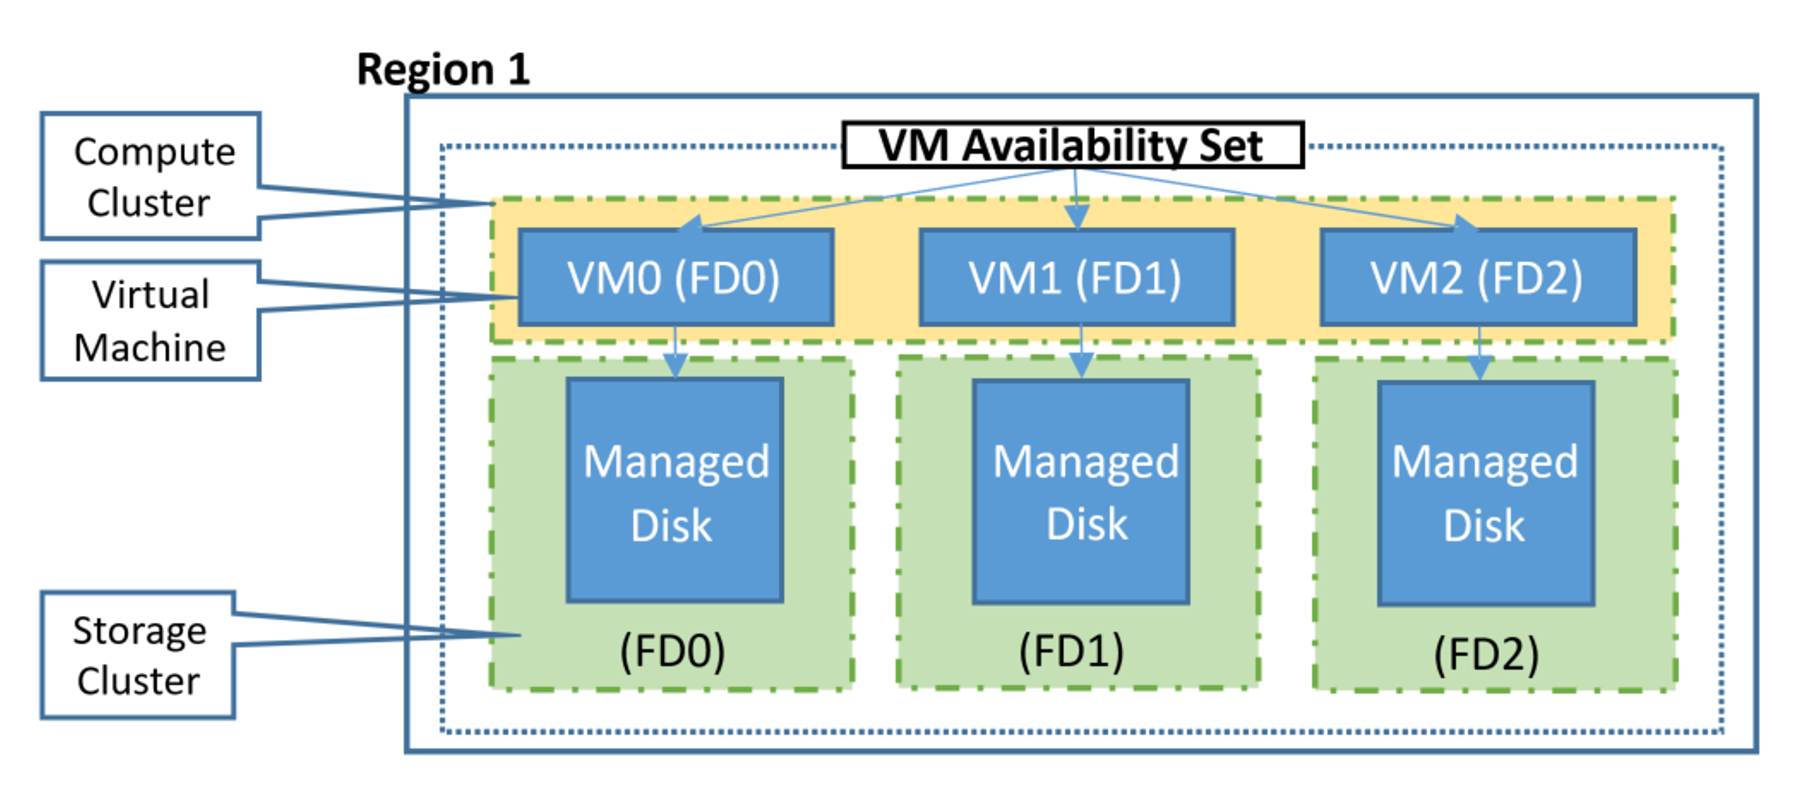 Region 1
VM Availability Set
Compute
Cluster
Virtual
Machine
Storage
Cluster
VM0 (FD0)
VM1 (FD1)
VM2 (FD2)
Managed
Disk
(FD0)
Managed
Disk
(FD1)
Managed
Disk
(FD2)